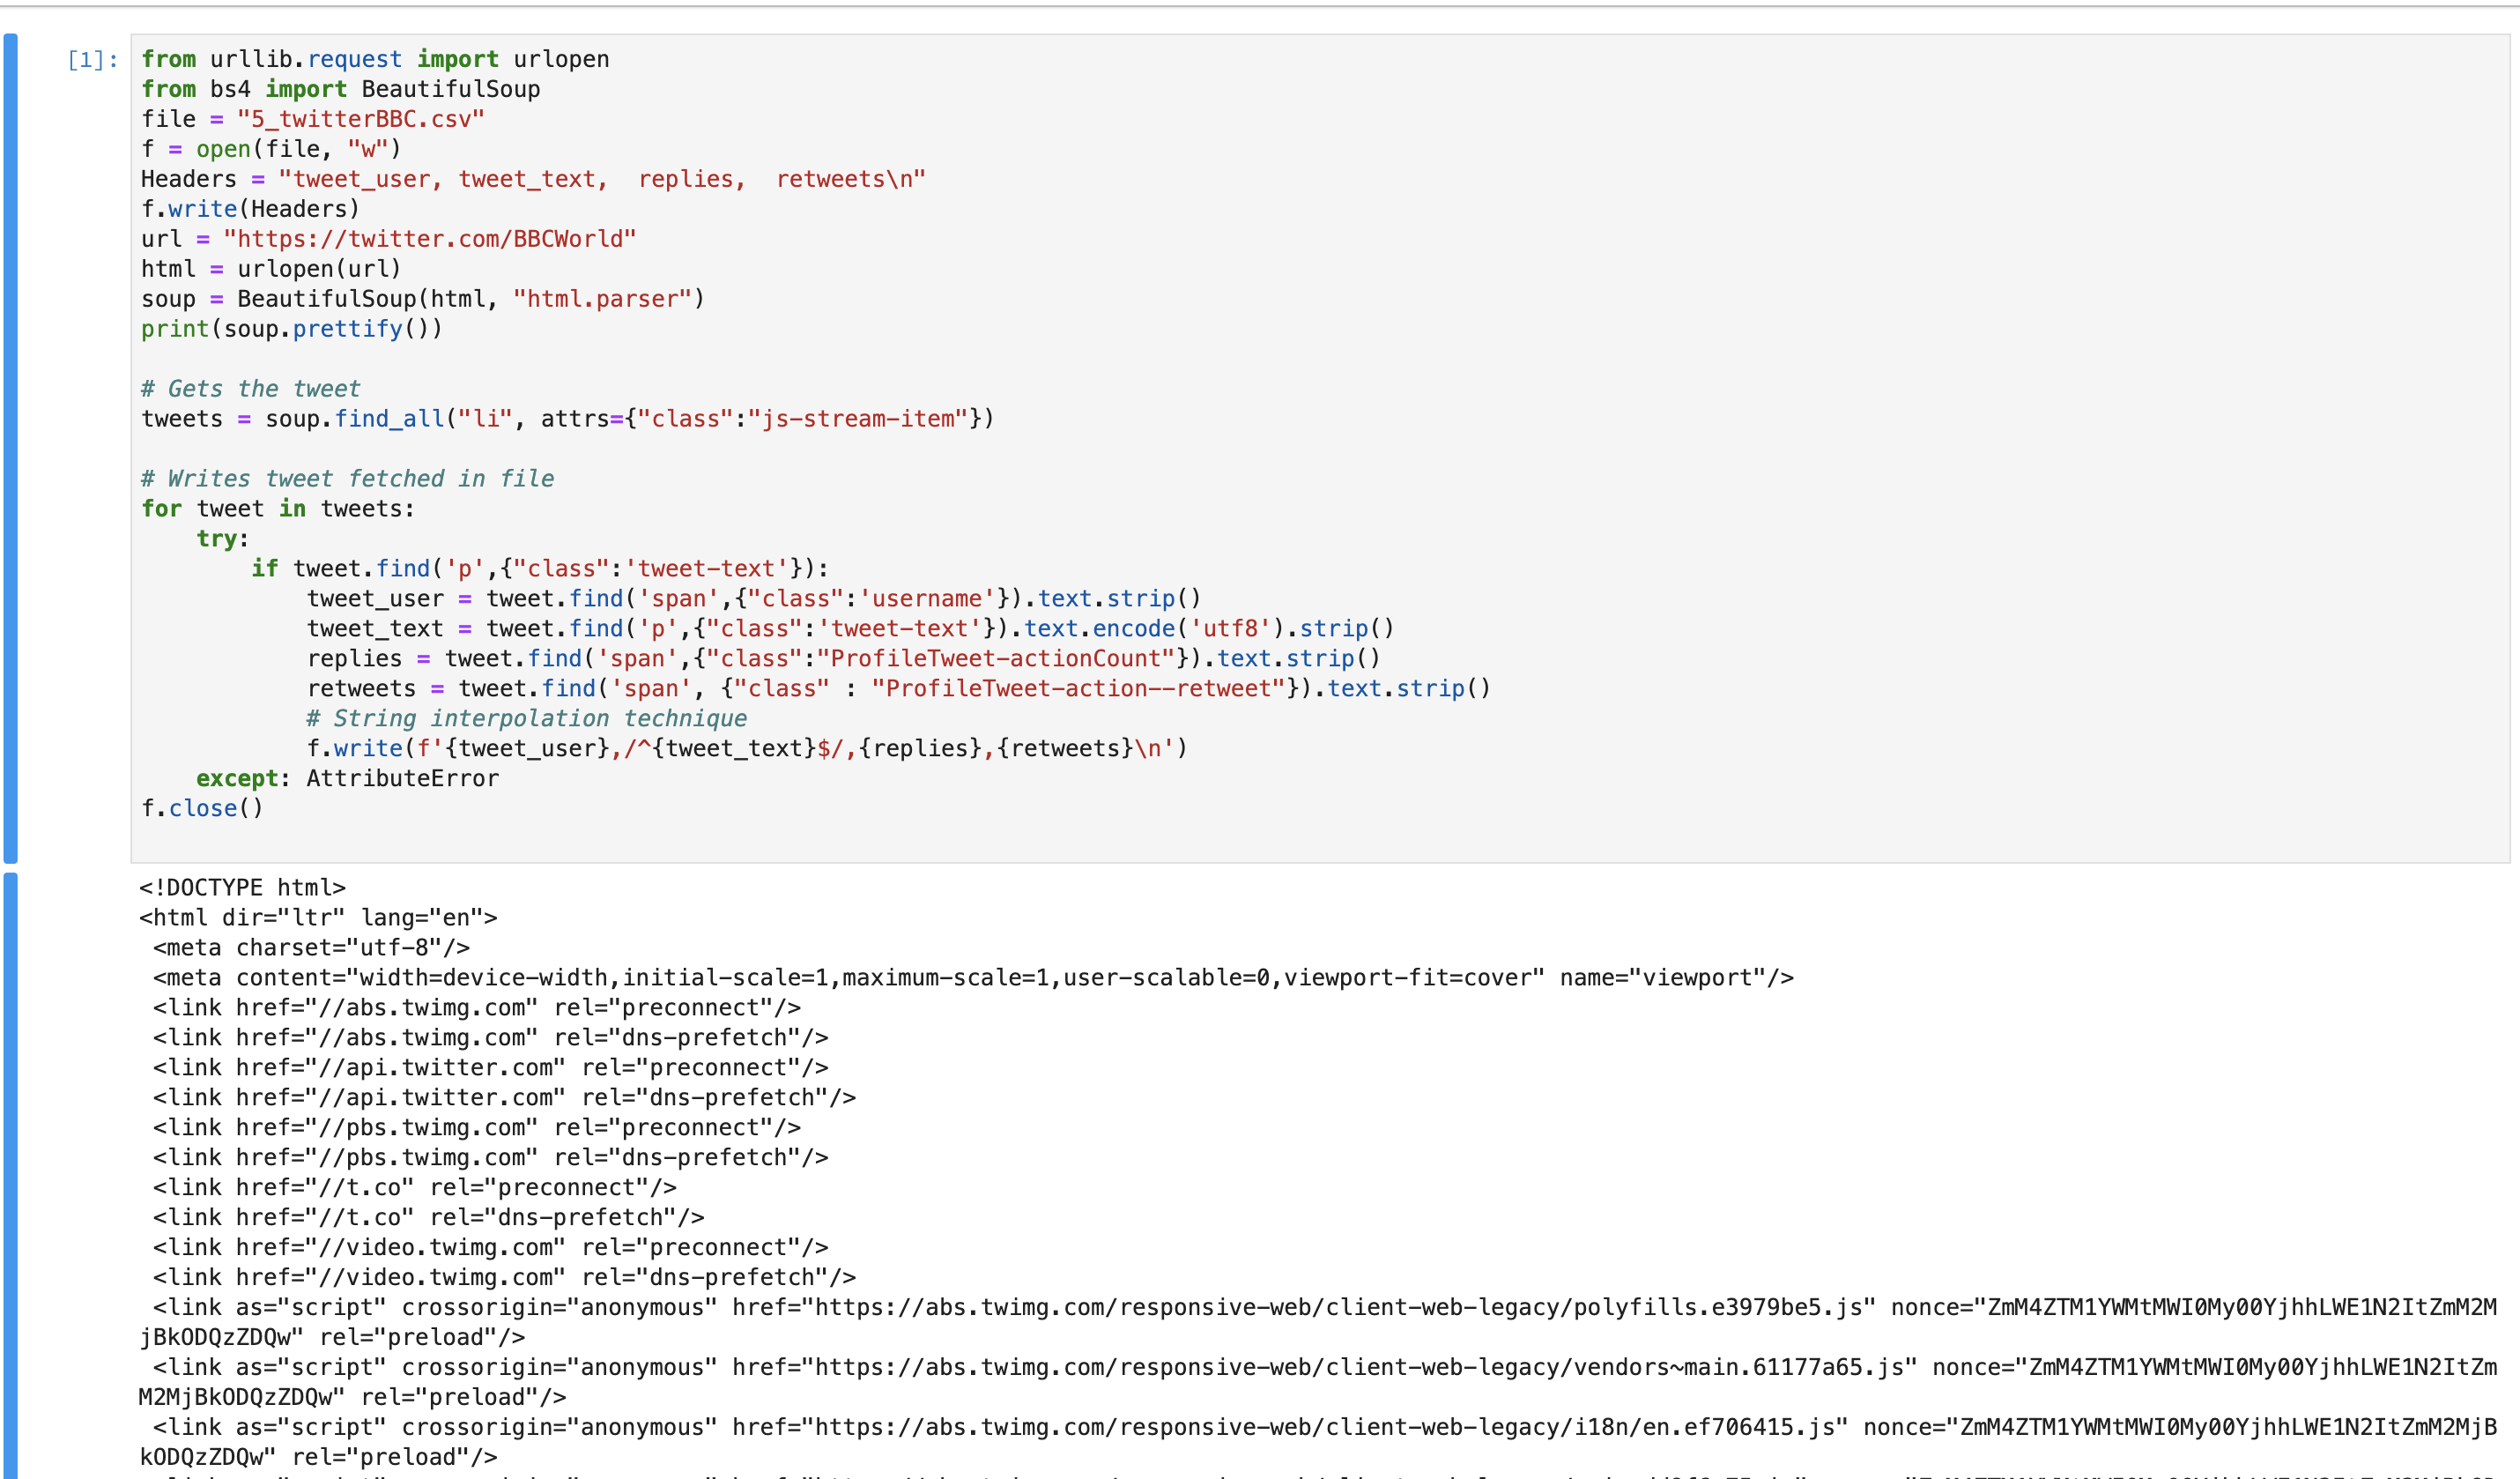 [1]: from urllib.request import urlopen
from bs4 import BeautifulSoup
file = "5_twitterBBC.csv"
f = open(file, "w")
Headers = "tweet_user, tweet_text,  replies,  retweets\n"
f.write(Headers)
url = "https://twitter.com/BBCWorld"
html = urlopen(url)
soup = BeautifulSoup(html, "html.parser")
print(soup.prettify())
# Gets the tweet
tweets = soup.find_all("li", attrs={"class":"js-stream-item"})
# Writes tweet fetched in file
for tweet in tweets:
    try:
        if tweet.find('p',{"class":'tweet-text'}):
            tweet_user = tweet.find('span',{"class":'username'}).text.strip()
            tweet_text = tweet.find('p',{"class":'tweet-text'}).text.encode('utf8').strip()
            replies = tweet.find('span',{"class":"ProfileTweet-actionCount"}).text.strip()
            retweets = tweet.find('span', {"class" : "ProfileTweet-action--retweet"}).text.strip()
            # String interpolation technique
            f.write(f'{tweet_user},/^{tweet_text}$/,{replies},{retweets}\n')
    except: AttributeError
f.close()
<!DOCTYPE html>
<html dir="ltr" lang="en">
 <meta charset="utf-8"/>
 <meta content="width=device-width,initial-scale=1,maximum-scale=1,user-scalable=0,viewport-fit=cover" name="viewport"/>
 <link href="//abs.twimg.com" rel="preconnect"/>
 <link href="//abs.twimg.com" rel="dns-prefetch"/>
 <link href="//api.twitter.com" rel="preconnect"/>
 <link href="//api.twitter.com" rel="dns-prefetch"/>
 <link href="//pbs.twimg.com" rel="preconnect"/>
 <link href="//pbs.twimg.com" rel="dns-prefetch"/>
 <link href="//t.co" rel="preconnect"/>
 <link href="//t.co" rel="dns-prefetch"/>
 <link href="//video.twimg.com" rel="preconnect"/>
 <link href="//video.twimg.com" rel="dns-prefetch"/>
 <link as="script" crossorigin="anonymous" href="https://abs.twimg.com/responsive-web/client-web-legacy/polyfills.e3979be5.js" nonce="ZmM4ZTM1YWMtMWI0My00YjhhLWE1N2ItZmM2M
jBkODQzZDQw" rel="preload"/>
 <link as="script" crossorigin="anonymous" href="https://abs.twimg.com/responsive-web/client-web-legacy/vendors~main.61177a65.js" nonce="ZmM4ZTM1YWMtMWI0My00YjhhLWE1N2ItZm
M2MjBkODQzZDQw" rel="preload"/>
 <link as="script" crossorigin="anonymous" href="https://abs.twimg.com/responsive-web/client-web-legacy/i18n/en.ef706415.js" nonce="ZmM4ZTM1YWMtMWI0My00YjhhLWE1N2ItZmM2MjB
kODQzZDQw" rel="preload"/>